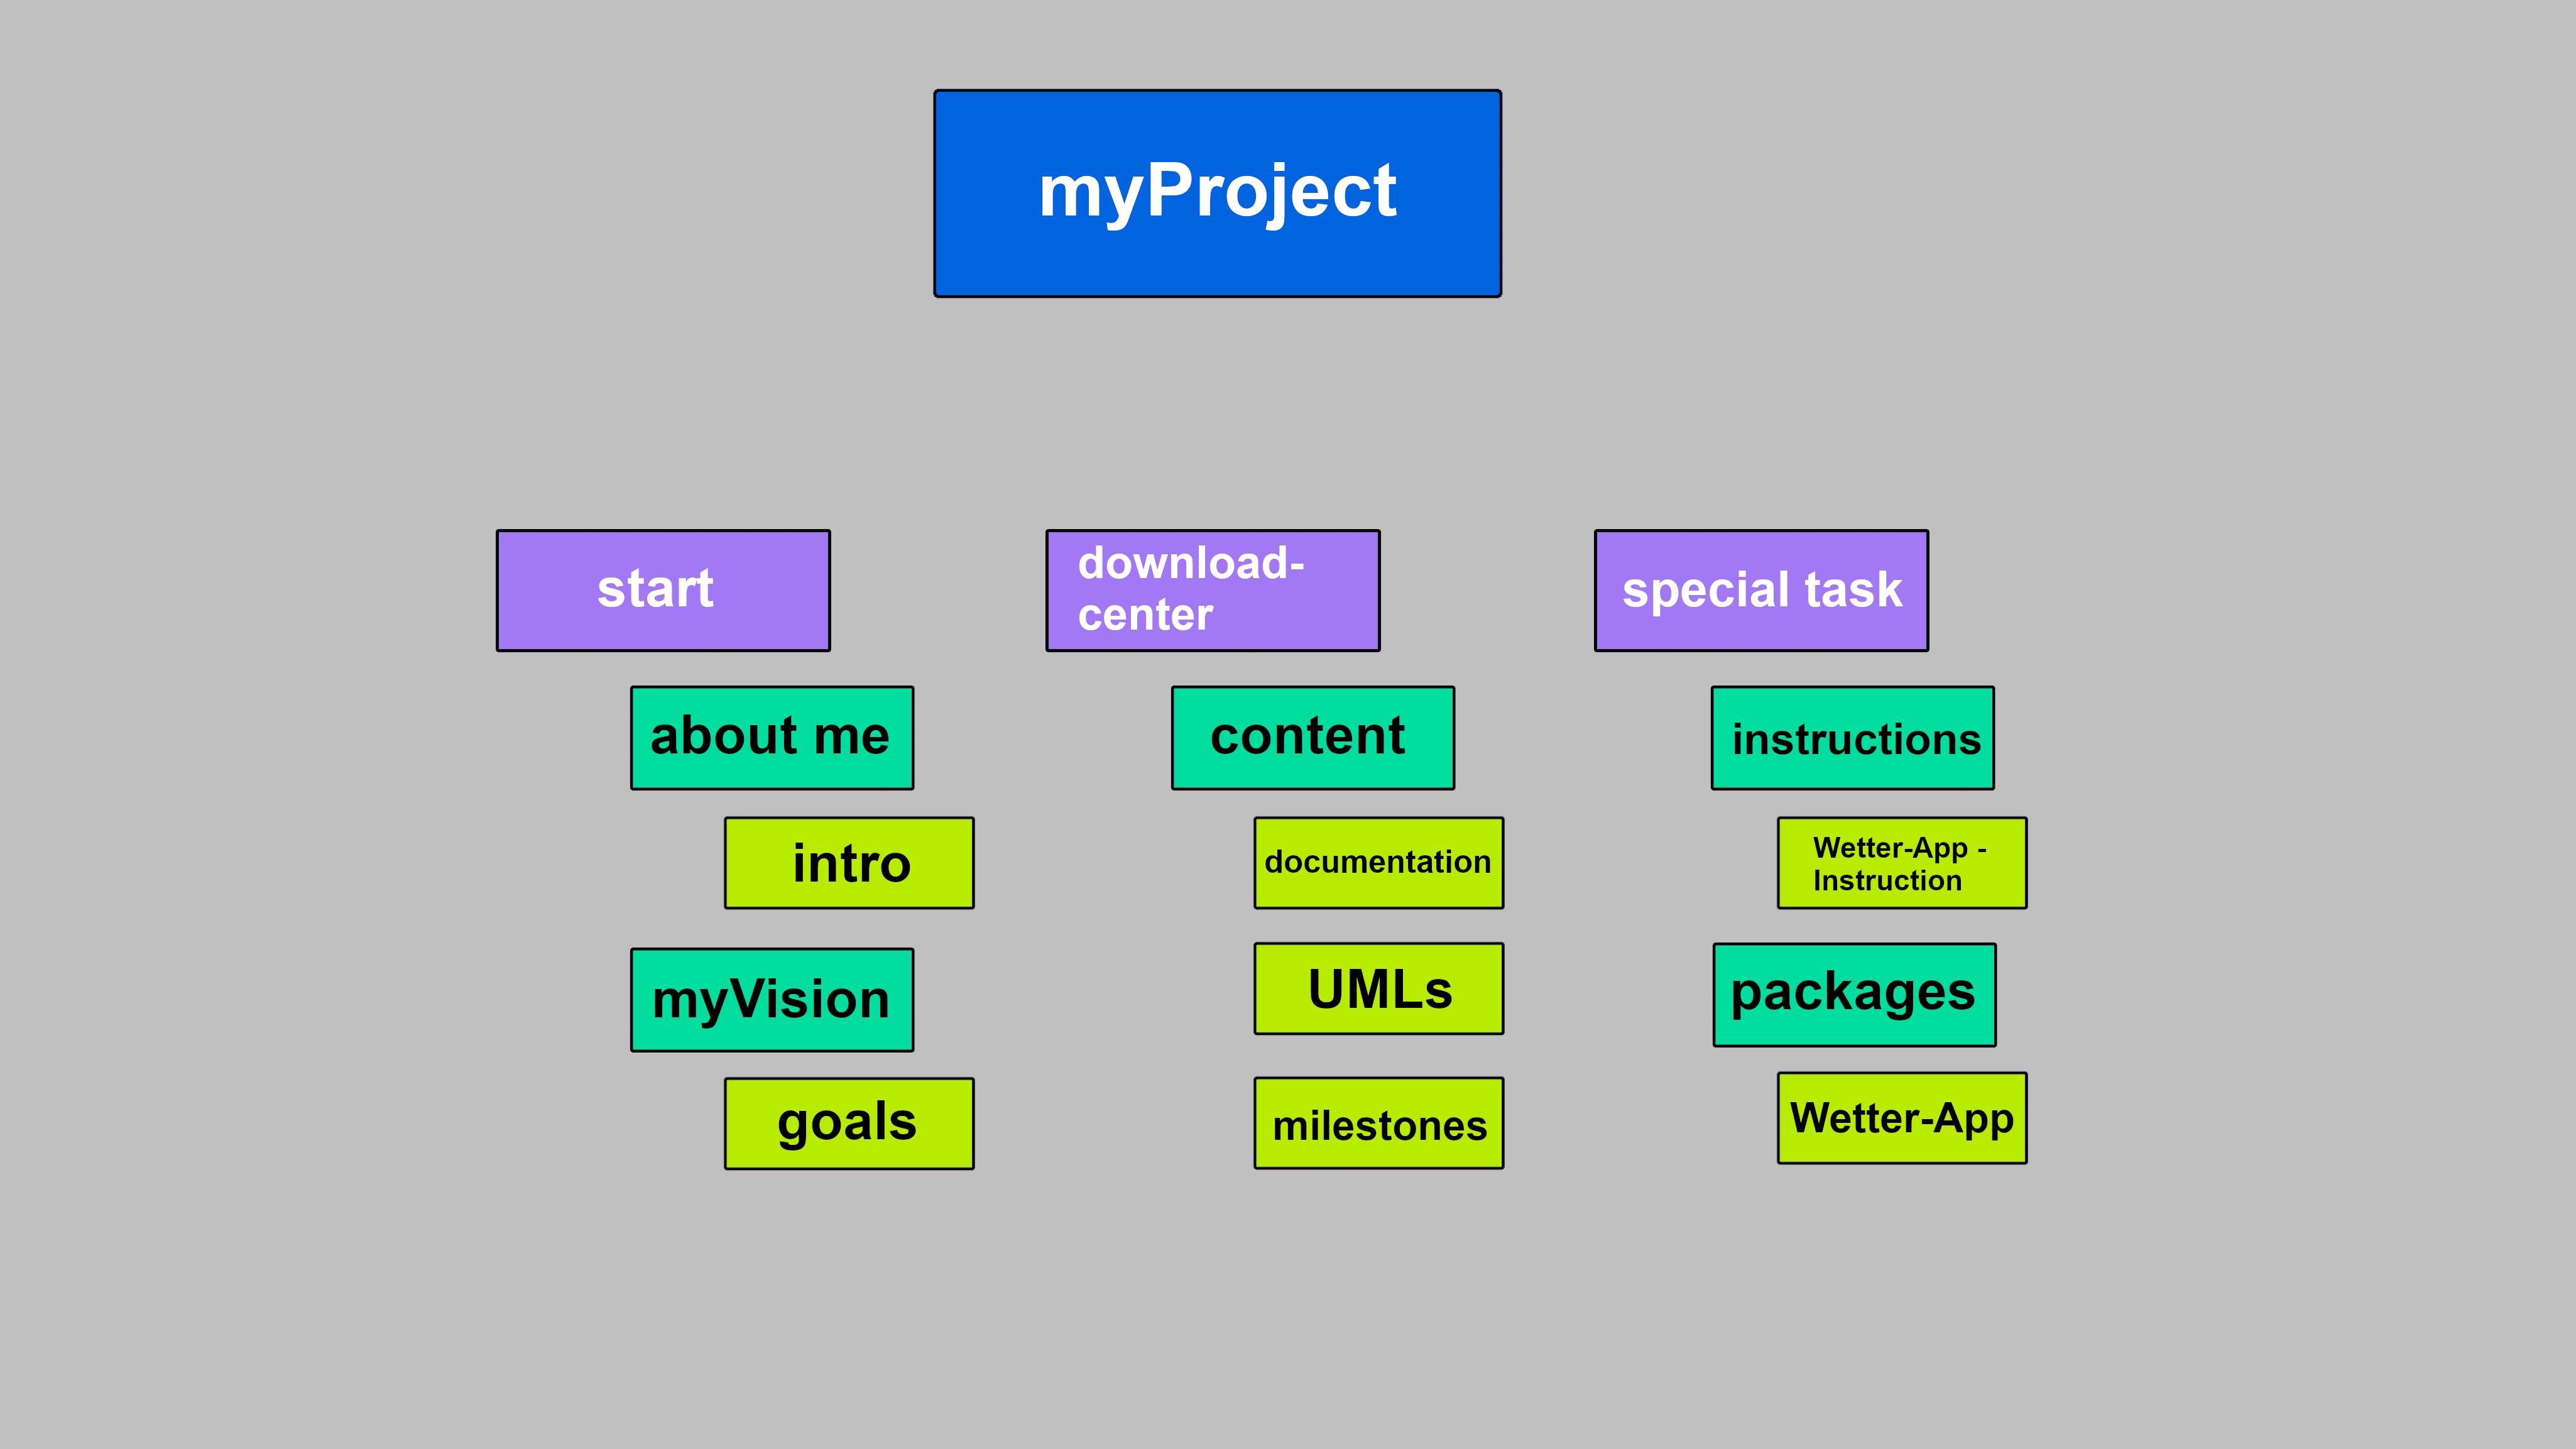 myProject
start
about me
intro
myVision
goals
download-
center
content
documentation
UMLs
milestones
special task
instructions
Wetter-App -
Instruction
packages
Wetter-App